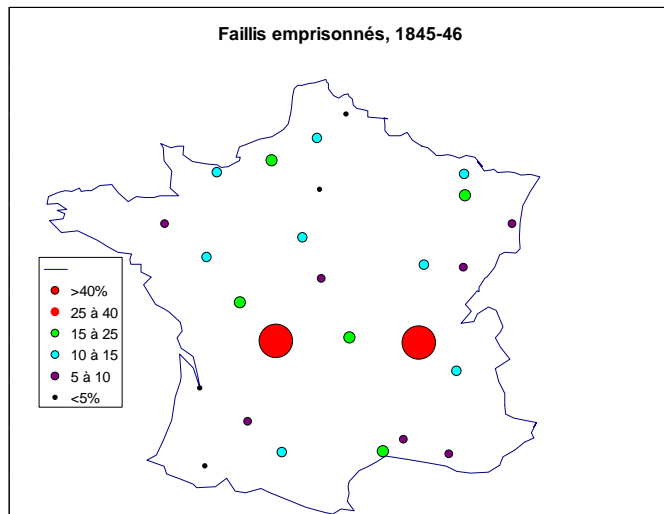 Faillis emprisonnés, 1845-46
>40%
25 à 40
15 à 25
10 à 15
5 à 10
<5%